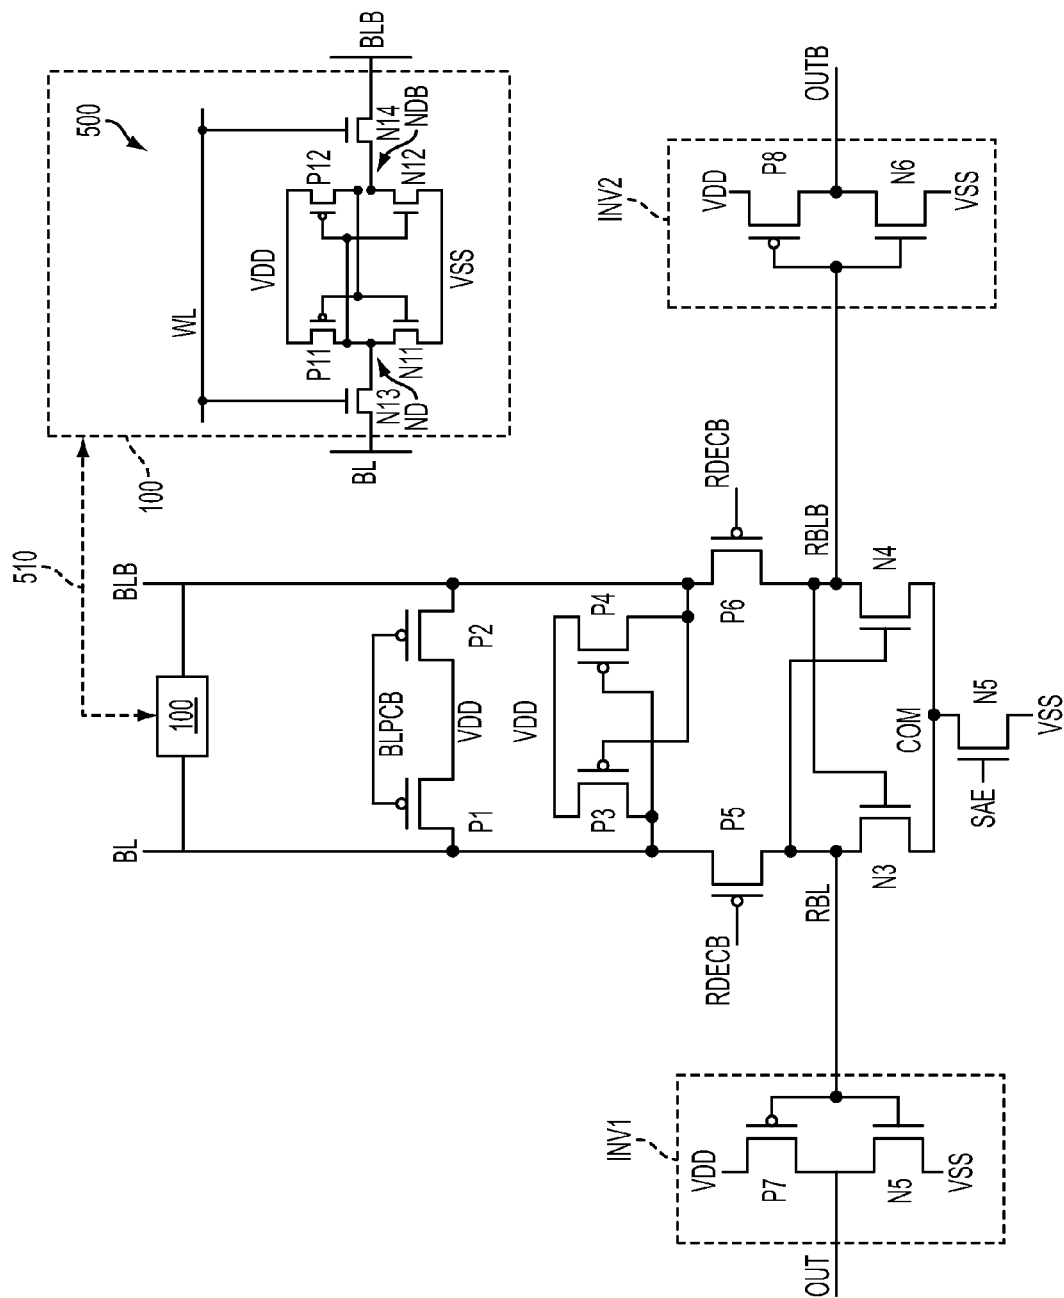 510
BL
BLB
100
BLPCB
P1
VDD
P2
VDD
P3
P4
RDECB
P5
P6
RDECB
RBL
RBLB
N3
N4
COM
SAE
N5
VSS
INV1
VDD
P7
N5
VSS
OUT
INV2
VDD
P8
N6
VSS
OUTB
500
100
WL
BL
N13
ND
P11
VDD
P12
N11
VSS
N12
N14
NDB
BLB